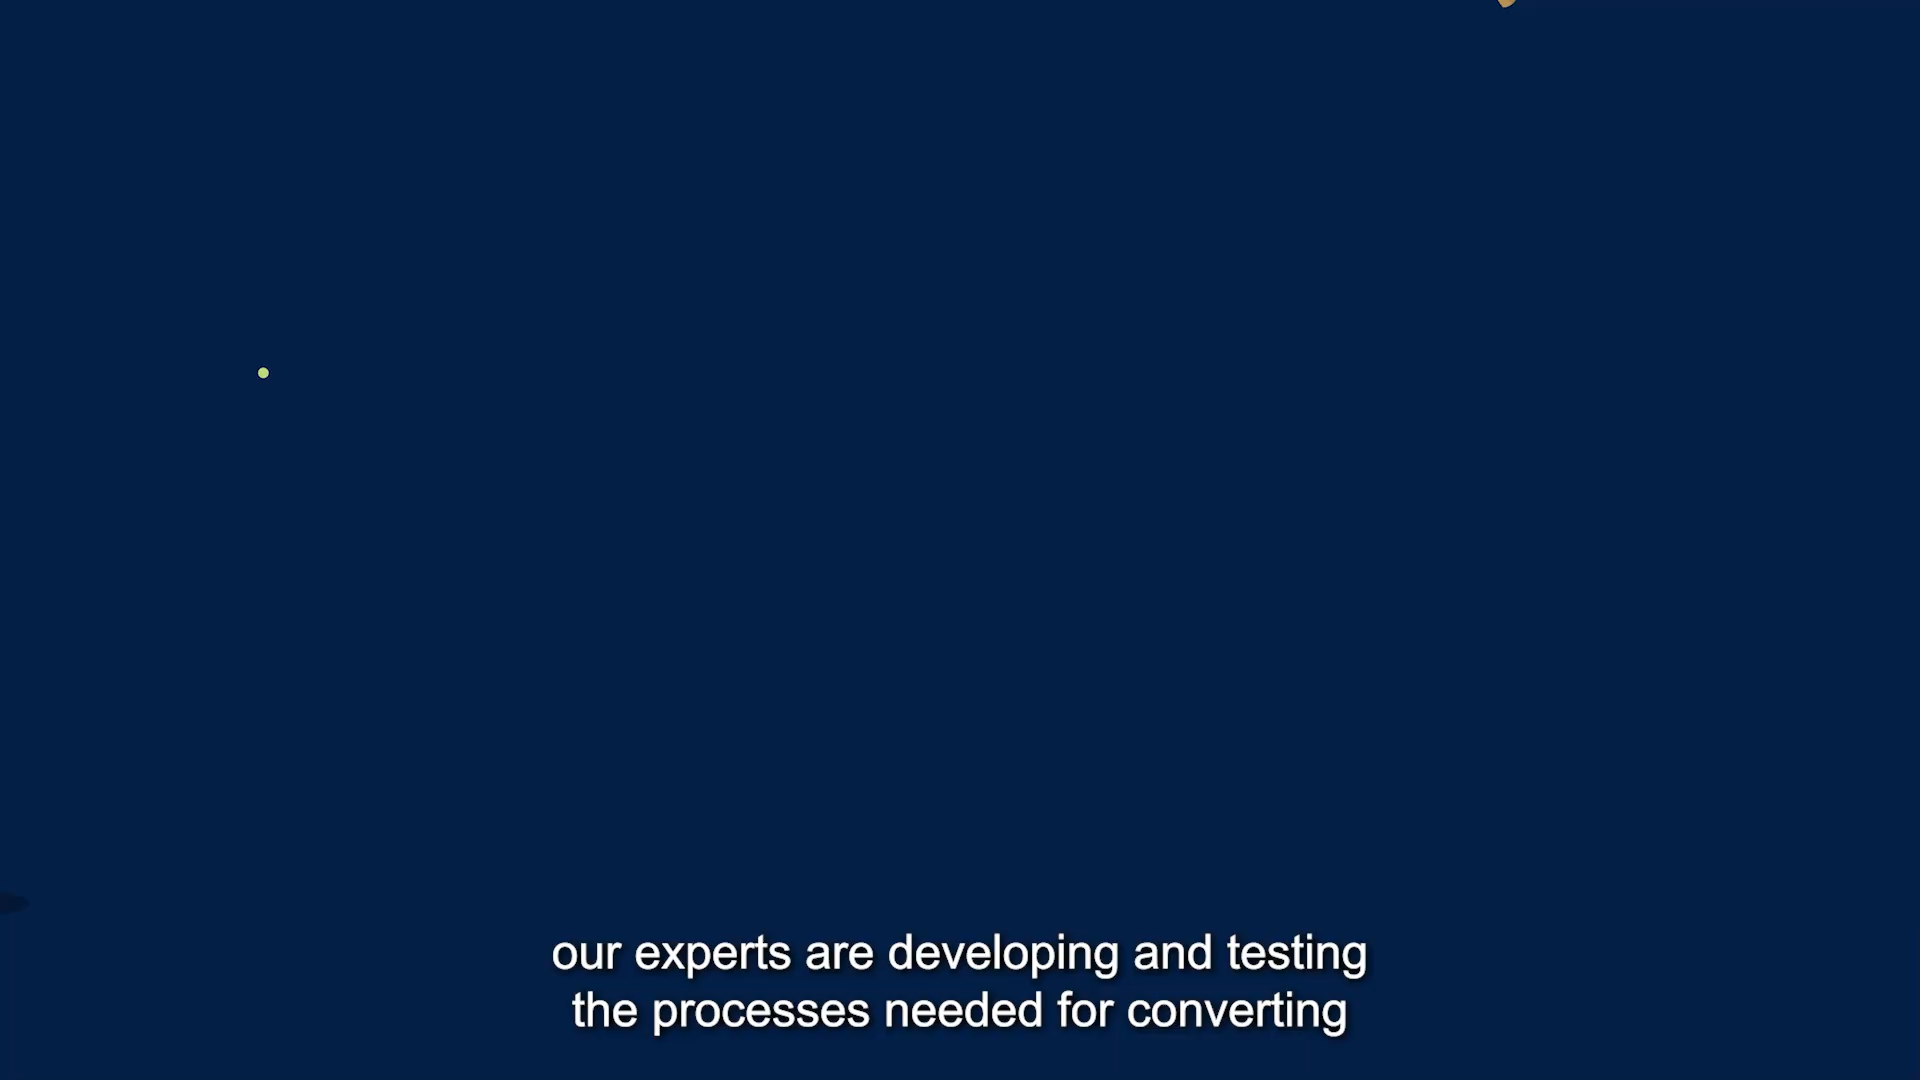 our experts are developing and testing
the processes needed for converting